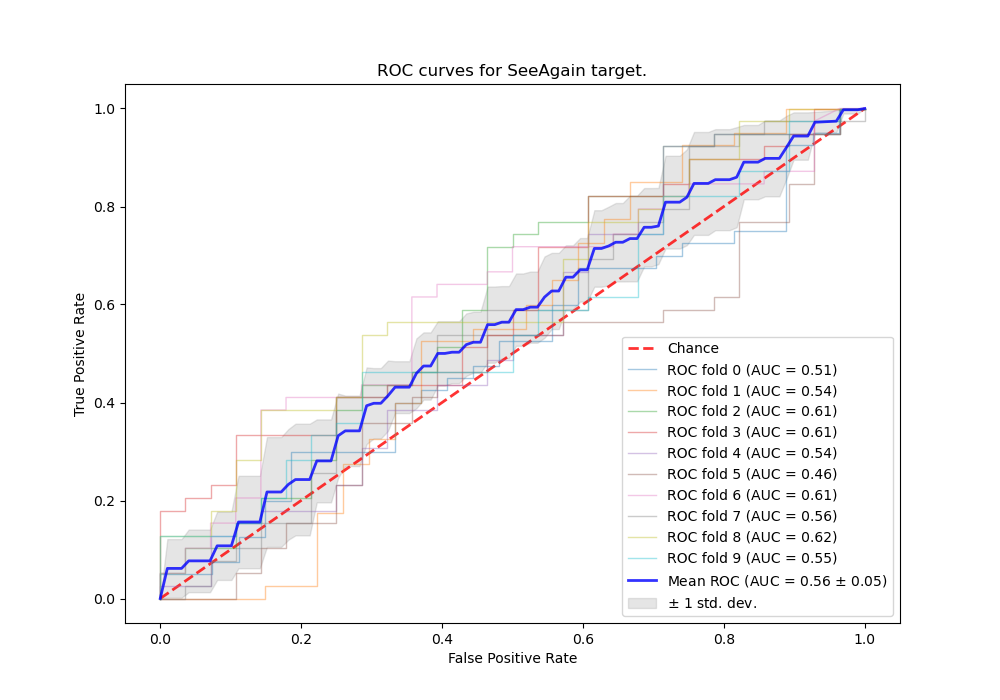 ROC curves for SeeAgain target.
True Positive Rate
1.0
0.8
0.6
0.4
0.2
0.0
Chance
ROC fold 0 (AUC = 0.51)
ROC fold 1 (AUC = 0.54)
ROC fold 2 (AUC = 0.61)
ROC fold 3 (AUC = 0.61)
ROC fold 4 (AUC = 0.54)
ROC fold 5 (AUC = 0.46)
ROC fold 6 (AUC = 0.61)
ROC fold 7 (AUC = 0.56)
ROC fold 8 (AUC = 0.62)
ROC fold 9 (AUC = 0.55)
Mean ROC (AUC = 0.56 ± 0.05)
± 1 std. dev.
0.0 0.2 0.4 0.6 0.8 1.0
False Positive Rate